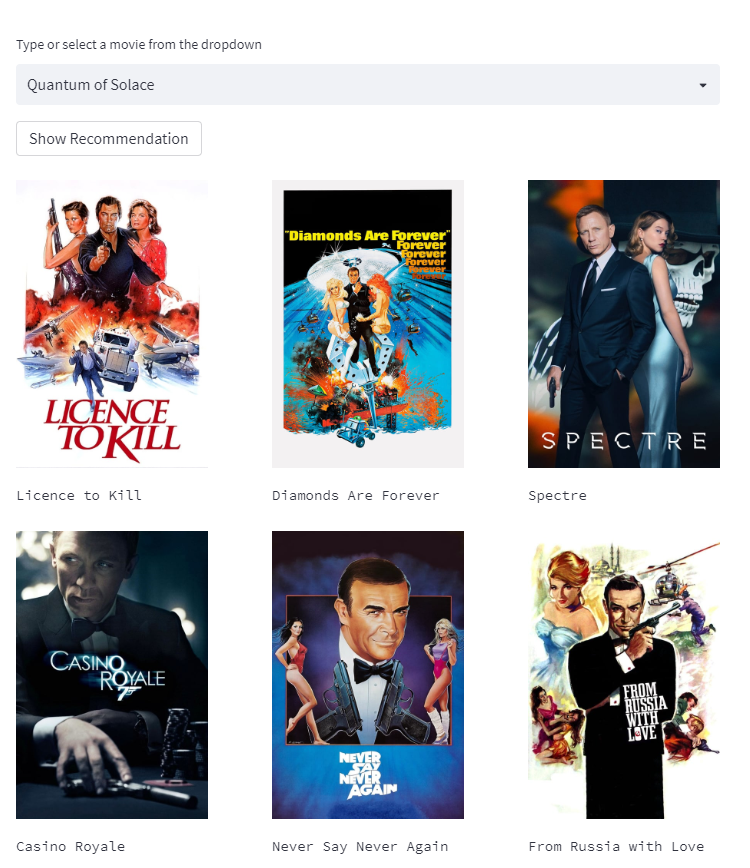 Type or select a movie from the dropdown
Quantum of Solace
Show Recommendation
LICENCE
TO KILL
"Diamonds Are Forever"
Forever
Forever
Forever
Forever
SPECTRE
Licence to Kill
Diamonds Are Forever
Spectre
CASINO
ROYALE
007
NEVER
SAY
NEVER
AGAIN
FROM
RUSSIA
WITH
LOVE
Casino Royale
Never Say Never Again
From Russia with Love